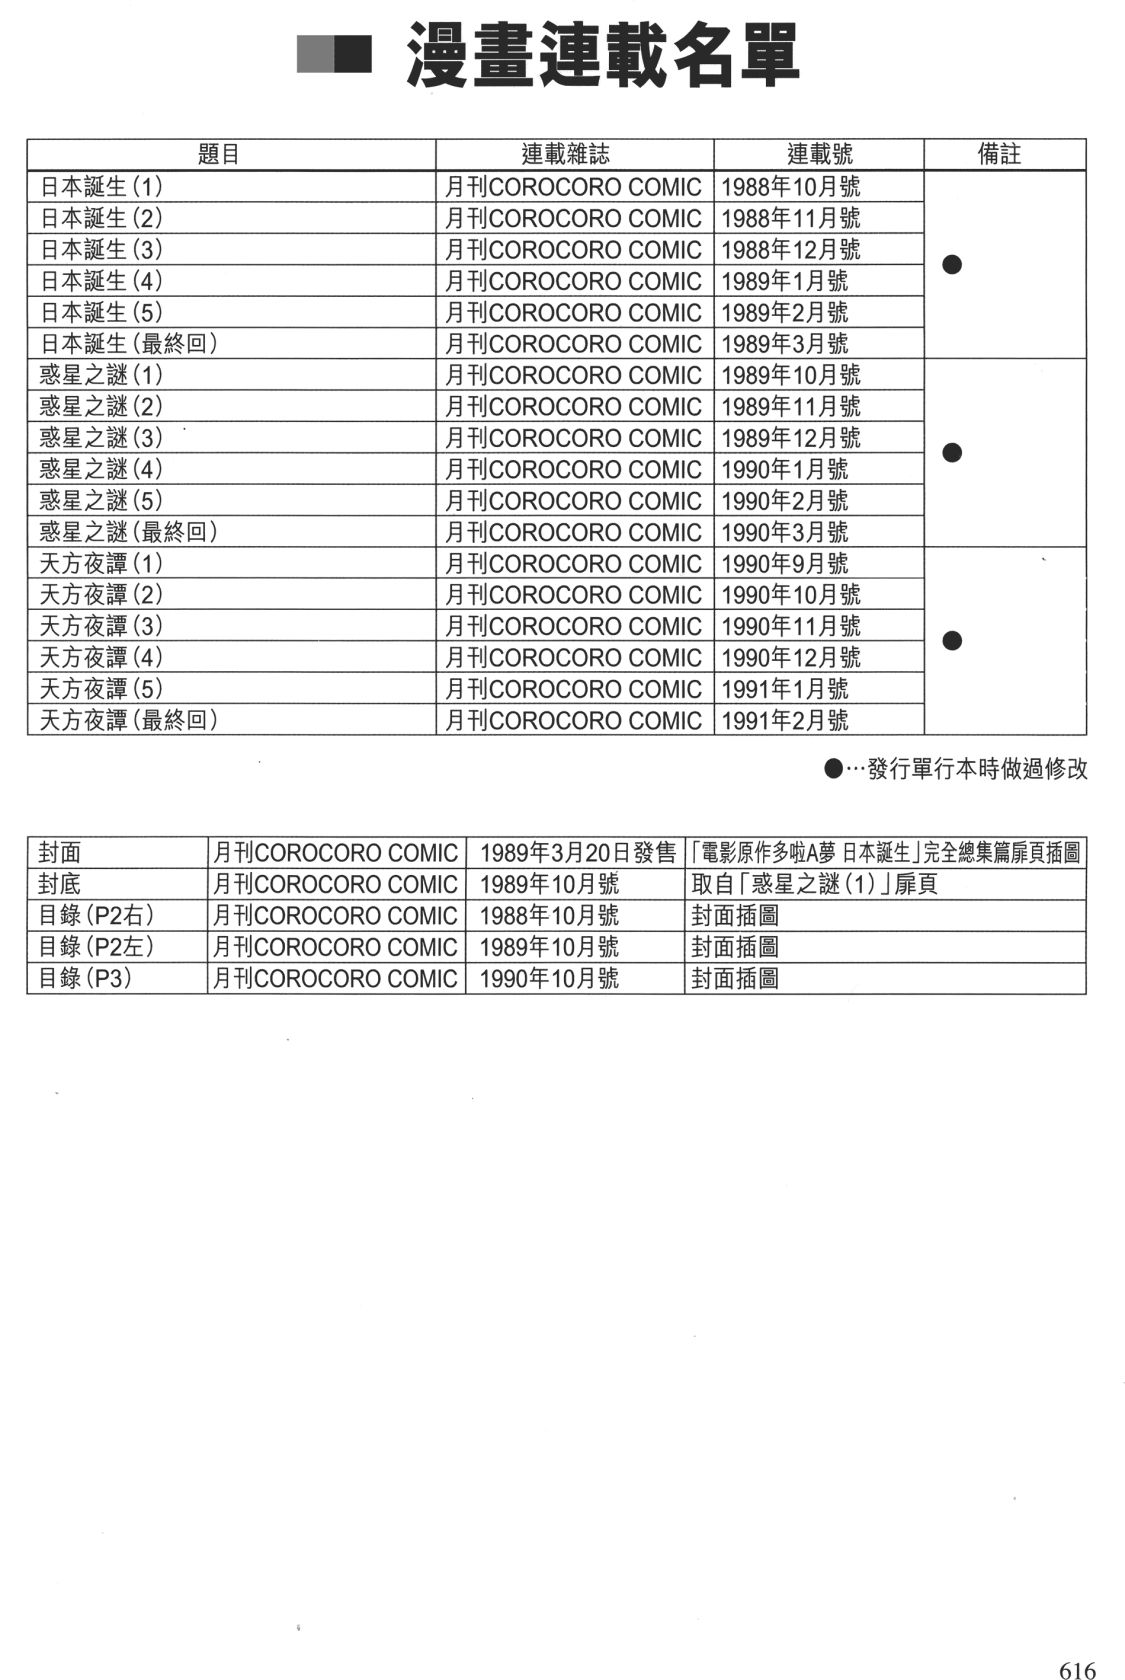 漫畫連載名單
題目 連載雜誌 連載號 備註
日本誕生(1) 月刊COROCORO COMIC 1988年10月號
日本誕生(2) 月刊COROCORO COMIC 1988年11月號
日本誕生(3) 月刊COROCORO COMIC 1988年12月號 ●
日本誕生(4) 月刊COROCORO COMIC 1989年1月號
日本誕生(5) 月刊COROCORO COMIC 1989年2月號
日本誕生(最終回) 月刊COROCORO COMIC 1989年3月號
惑星之謎(1) 月刊COROCORO COMIC 1989年10月號
惑星之謎(2) 月刊COROCORO COMIC 1989年11月號
惑星之謎(3) 月刊COROCORO COMIC 1989年12月號 ●
惑星之謎(4) 月刊COROCORO COMIC 1990年1月號
惑星之謎(5) 月刊COROCORO COMIC 1990年2月號
惑星之謎(最終回) 月刊COROCORO COMIC 1990年3月號
天方夜譚(1) 月刊COROCORO COMIC 1990年9月號
天方夜譚(2) 月刊COROCORO COMIC 1990年10月號
天方夜譚(3) 月刊COROCORO COMIC 1990年11月號 ●
天方夜譚(4) 月刊COROCORO COMIC 1990年12月號
天方夜譚(5) 月刊COROCORO COMIC 1991年1月號
天方夜譚(最終回) 月刊COROCORO COMIC 1991年2月號
●…發行單行本時做過修改
封面 月刊COROCORO COMIC 1989年3月20日發售 「電影原作多啦A夢 日本誕生」完全總集篇扉頁插圖
封底 月刊COROCORO COMIC 1989年10月號 取自「惑星之謎(1)」扉頁
目錄(P2右) 月刊COROCORO COMIC 1988年10月號 封面插圖
目錄(P2左) 月刊COROCORO COMIC 1989年10月號 封面插圖
目錄(P3) 月刊COROCORO COMIC 1990年10月號 封面插圖
616